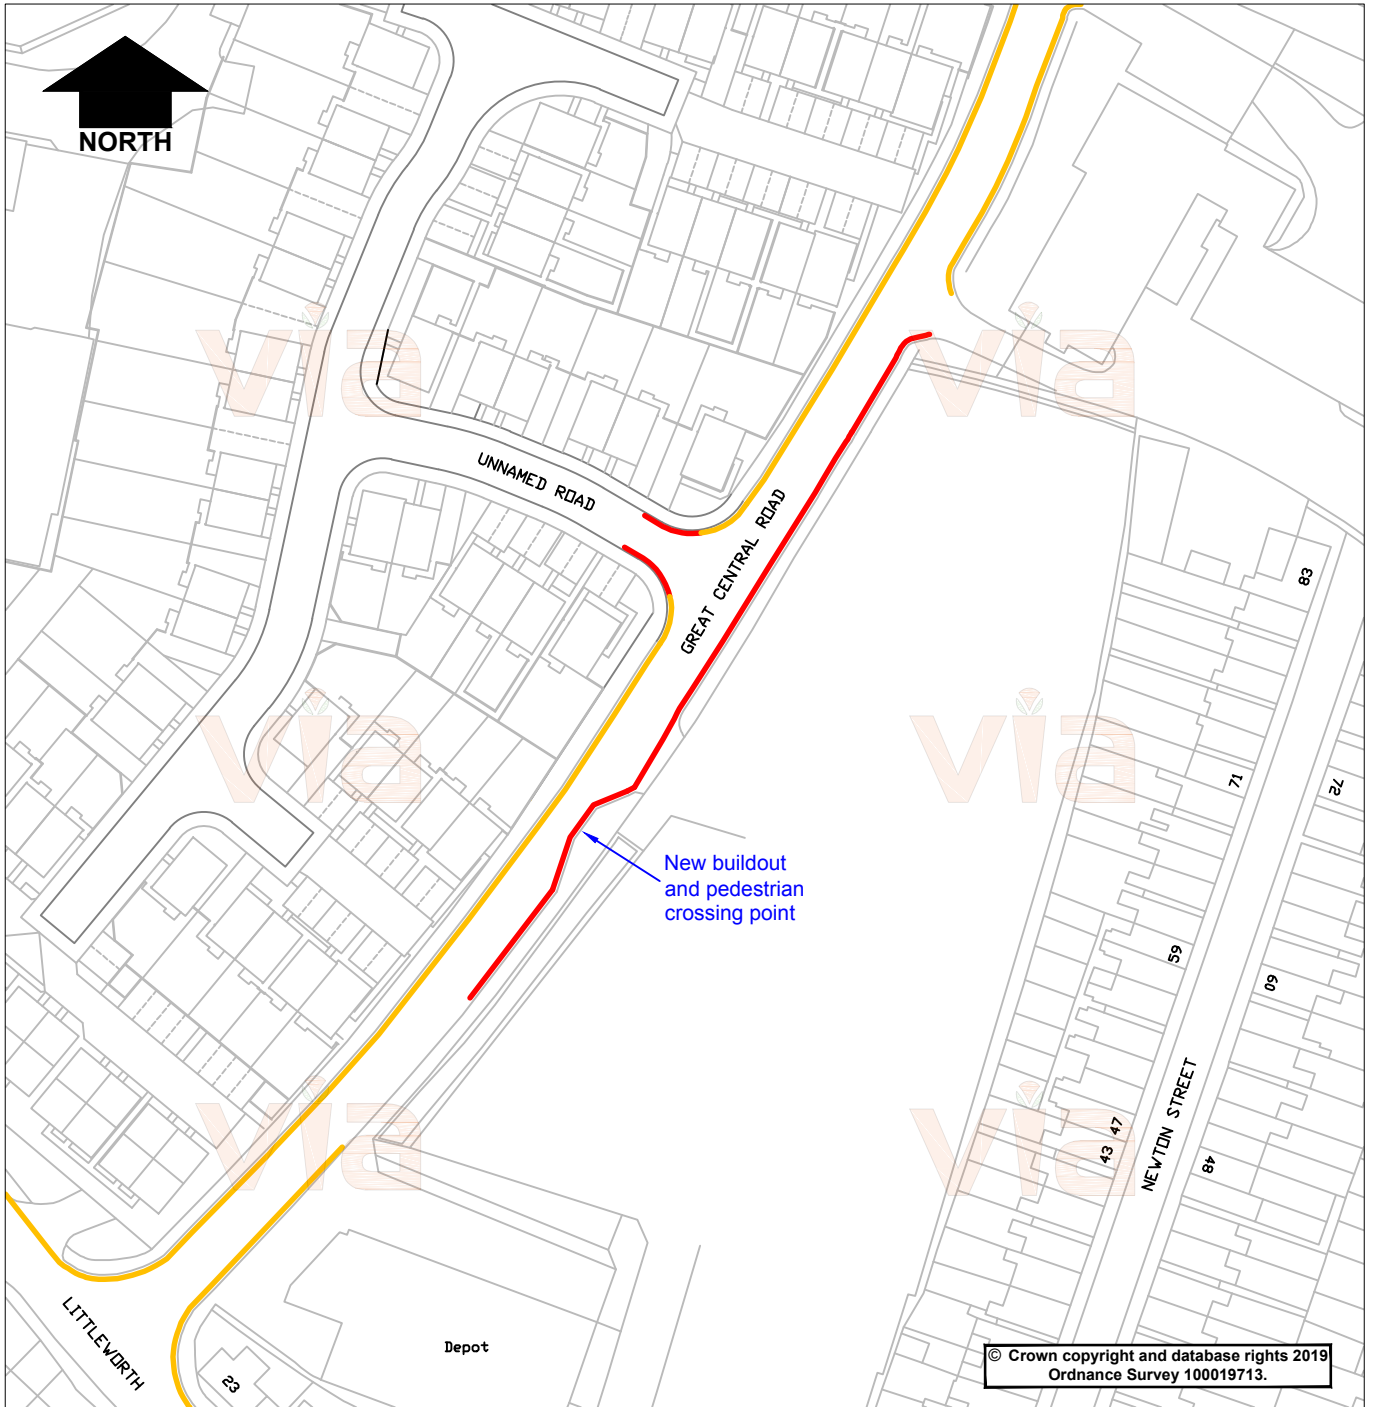 NORTH
via
via
UNNAMED ROAD
GREAT CENTRAL ROAD
83
via
via
71
72
New buildout
and pedestrian
crossing point
59
60
via
via
47
43
NEWTON STREET
48
LITTLEWORTH
Depot
23
© Crown copyright and database rights 2019
Ordnance Survey 100019713.